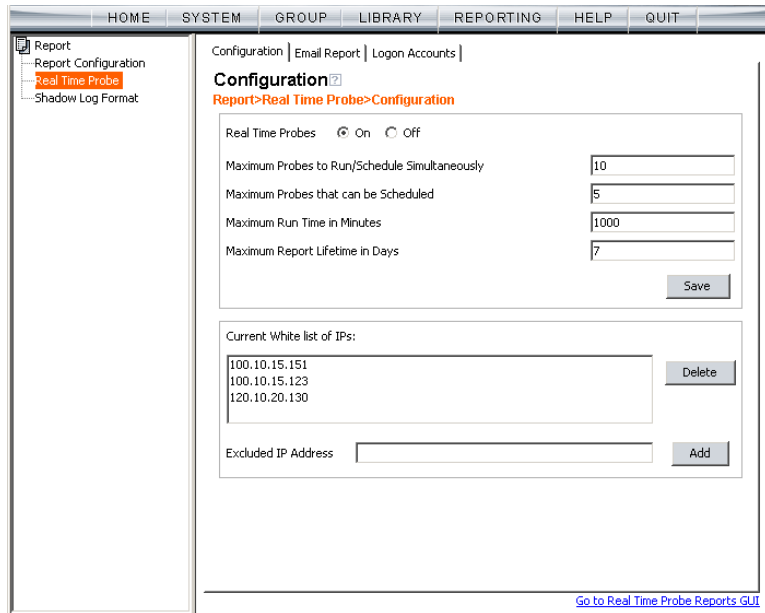 HOME SYSTEM GROUP LIBRARY REPORTING HELP QUIT
Report
Report Configuration
Real Time Probe
Shadow Log Format
Configuration | Email Report | Logon Accounts |
Configuration ?
Report>Real Time Probe>Configuration
Real Time Probes On Off
Maximum Probes to Run/Schedule Simultaneously 10
Maximum Probes that can be Scheduled 5
Maximum Run Time in Minutes 1000
Maximum Report Lifetime in Days 7
Save
Current White list of IPs:
100.10.15.151
100.10.15.123
120.10.20.130
Delete
Excluded IP Address Add
Go to Real Time Probe Reports GUI